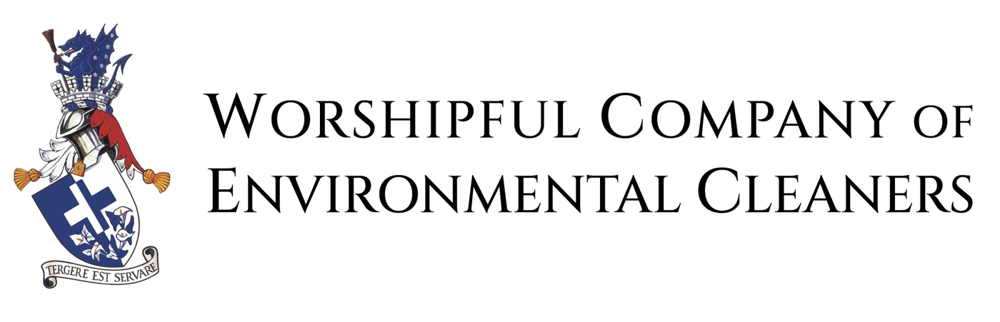 WORSHIPFUL COMPANY OF
ENVIRONMENTAL CLEANERS
TERGERE EST SERVARE